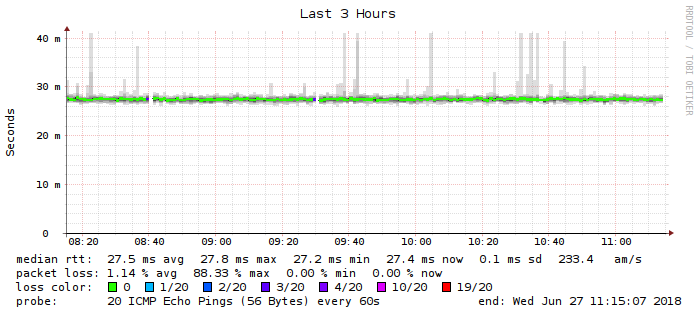 Last 3 Hours
RRDTOOL / TOBI OETIKER
Seconds
40 m
30 m
20 m
10 m
0
08:20 08:40 09:00 09:20 09:40 10:00 10:20 10:40 11:00
median rtt: 27.5 ms avg 27.8 ms max 27.2 ms min 27.4 ms now 0.1 ms sd 233.4 am/s
packet loss: 1.14 % avg 88.33 % max 0.00 % min 0.00 % now
loss color: 0 1/20 2/20 3/20 4/20 10/20 19/20
probe: 20 ICMP Echo Pings (56 Bytes) every 60s end: Wed Jun 27 11:15:07 2018